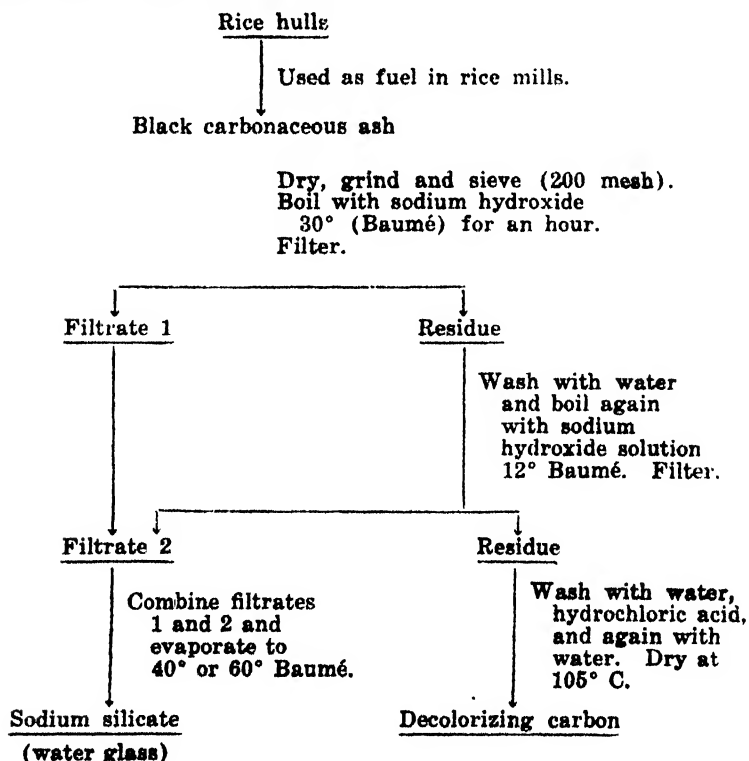 Rice hulls
Used as fuel in rice mills.
Black carbonaceous ash
Dry, grind and sieve (200 mesh).
Boil with sodium hydroxide
30° (Baumé) for an hour.
Filter.
Filtrate 1
Residue
Wash with water
and boil again
with sodium
hydroxide solution
12° Baumé. Filter.
Filtrate 2
Residue
Combine filtrates
1 and 2 and
evaporate to
40° or 60° Baumé.
Wash with water,
hydrochloric acid,
and again with
water. Dry at
105° C.
Sodium silicate
(water glass)
Decolorizing carbon